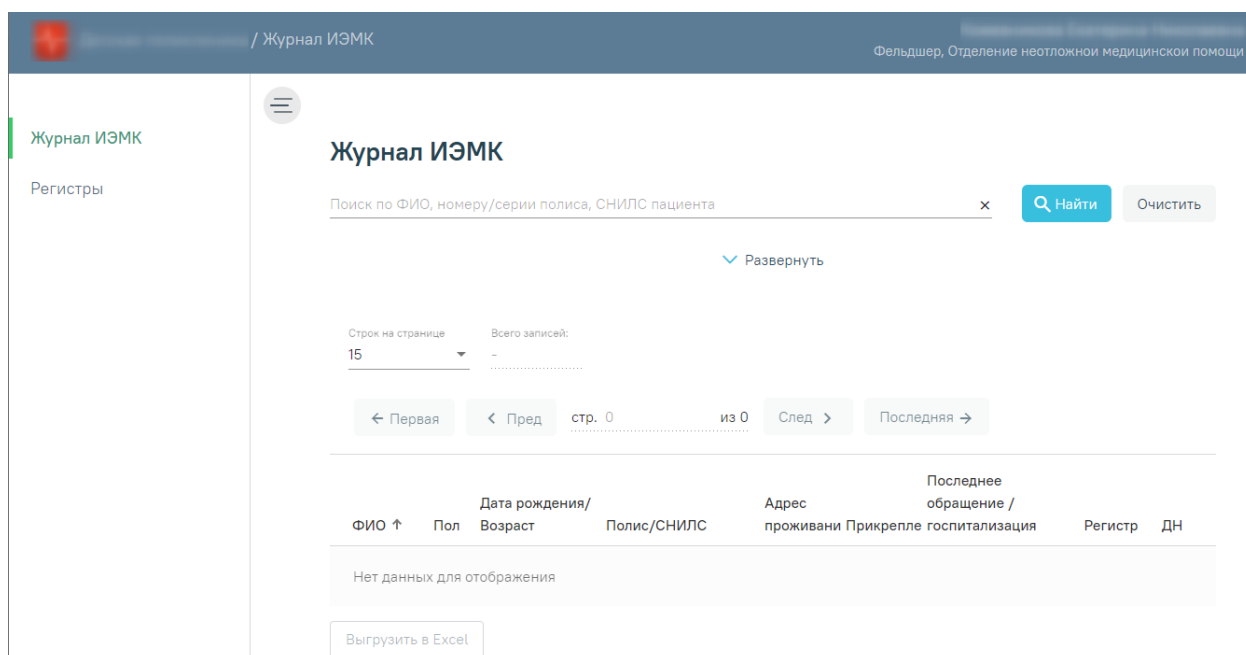 / Журнал ИЭМК
Фельдшер, Отделение неотложной медицинской помощи
Журнал ИЭМК
Регистры
Журнал ИЭМК
Поиск по ФИО, номеру/серии полиса, СНИЛС пациента × Найти Очистить
Развернуть
Строк на странице Всего записей:
15 -
← Первая < Пред стр. 0 из 0 След > Последняя →
Последнее
Дата рождения/ Адрес обращение /
ФИО ↑ Пол Возраст Полис/СНИЛС проживани Прикрепле госпитализация Регистр ДН
Нет данных для отображения
Выгрузить в Excel